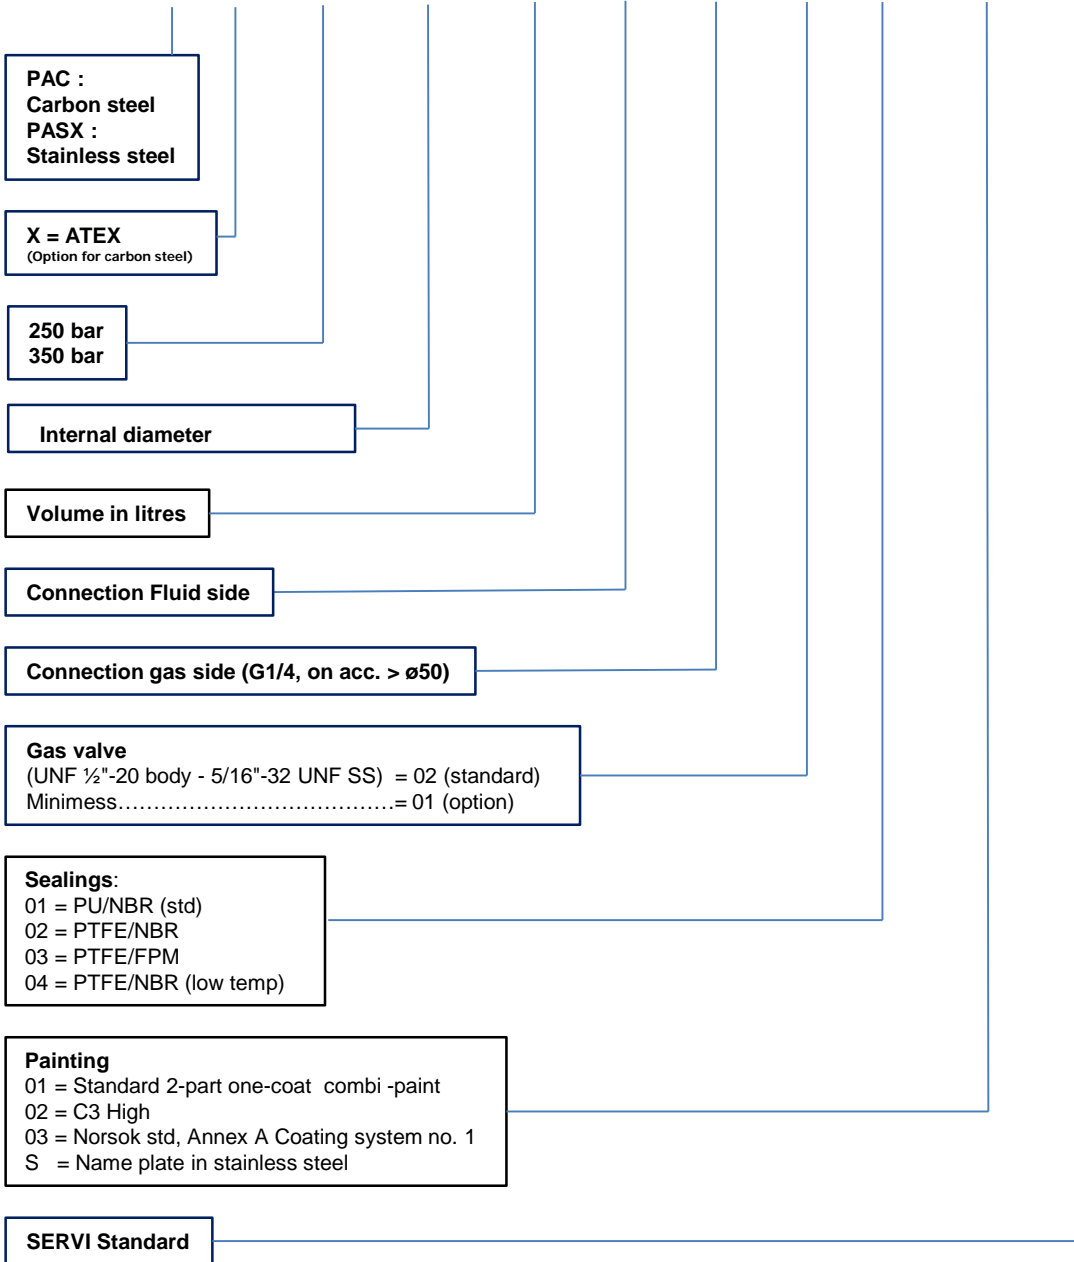 PAC :
Carbon steel
PASX :
Stainless steel
X = ATEX
(Option for carbon steel)
250 bar
350 bar
Internal diameter
Volume in litres
Connection Fluid side
Connection gas side (G1/4, on acc. > ø50)
Gas valve
(UNF ½"-20 body - 5/16"-32 UNF SS) = 02 (standard)
Minimess…………………………………= 01 (option)
Sealings:
01 = PU/NBR (std)
02 = PTFE/NBR
03 = PTFE/FPM
04 = PTFE/NBR (low temp)
Painting
01 = Standard 2-part one-coat combi -paint
02 = C3 High
03 = Norsok std, Annex A Coating system no. 1
S = Name plate in stainless steel
SERVI Standard